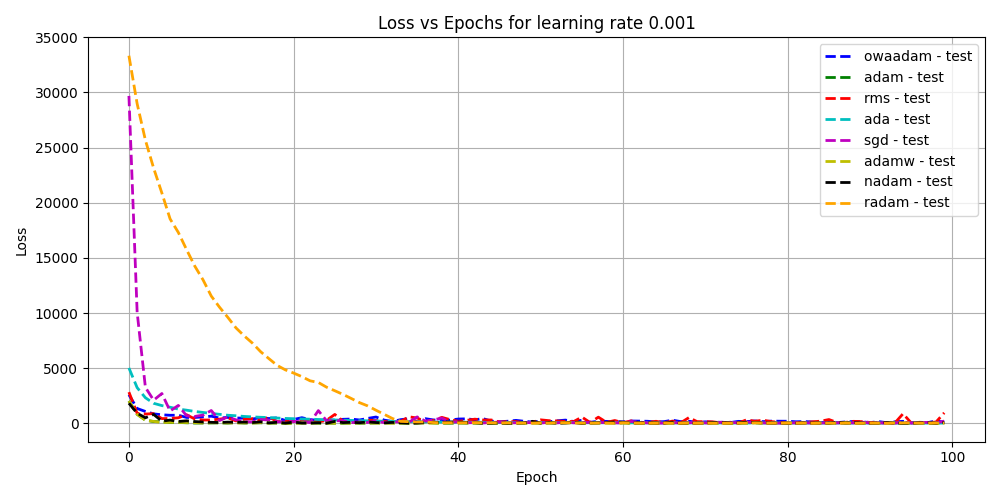 Loss vs Epochs for learning rate 0.001
35000
30000
25000
20000
15000
10000
5000
0
Loss
owaadam - test
adam - test
rms - test
ada - test
sgd - test
adamw - test
nadam - test
radam - test
0 20 40 60 80 100
Epoch